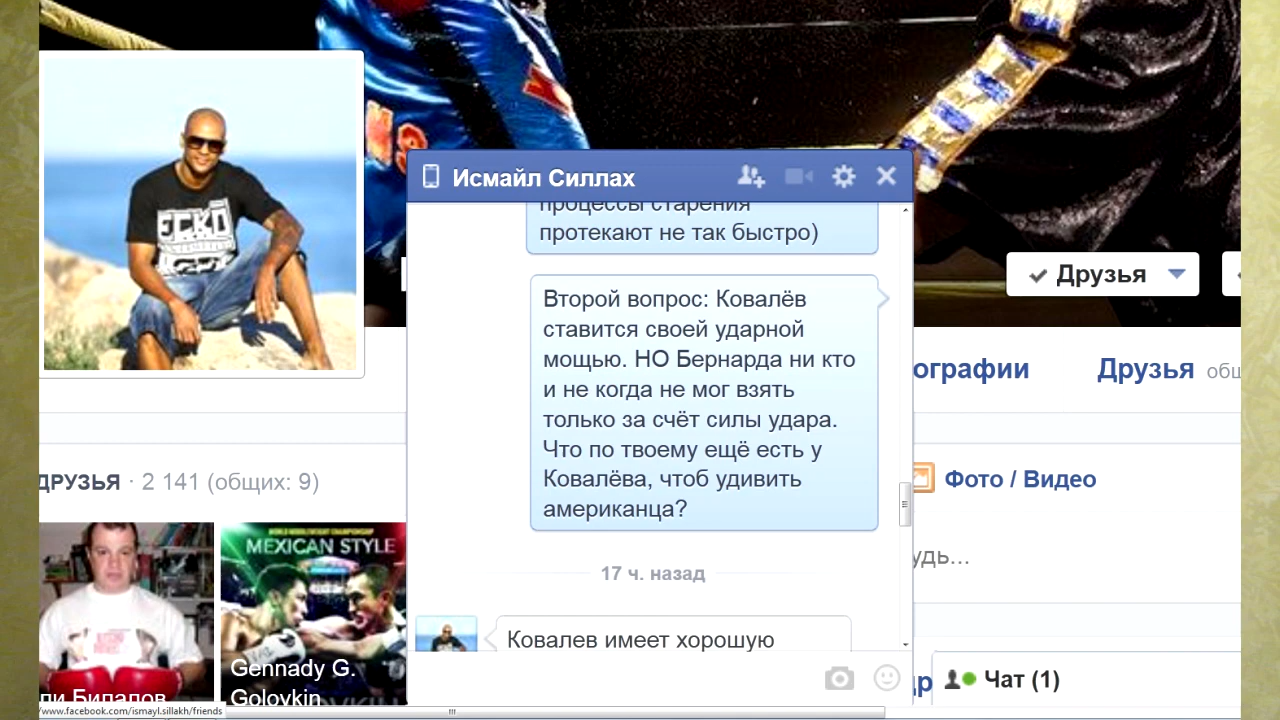 Исмайл Силлах
процессы старения
протекают не так быстро)
Второй вопрос: Ковалёв
ставится своей ударной
мощью. НО Бернарда ни кто
и не когда не мог взять
только за счёт силы удара.
Что по твоему ещё есть у
Ковалёва, чтоб удивить
американца?
17 ч. назад
Ковалев имеет хорошую
ECKŌ
Друзья
ографии
Друзья общ
ДРУЗЬЯ · 2 141 (общих: 9)
Фото / Видео
удь...
MEXICAN STYLE
Gennady G.
Golovkin
ли Билалов
др
Чат (1)
/www.facebook.com/ismayl.sillakh/friends